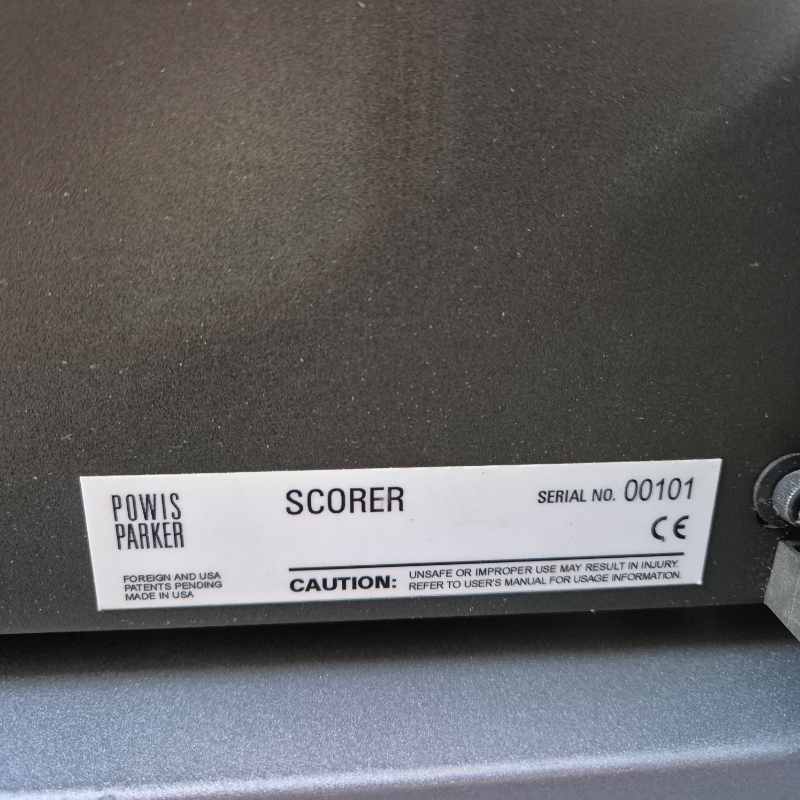 POWIS
PARKER
FOREIGN AND USA
PATENTS PENDING
MADE IN USA
SCORER
SERIAL NO. 00101
CE
CAUTION: UNSAFE OR IMPROPER USE MAY RESULT IN INJURY.
REFER TO USER'S MANUAL FOR USAGE INFORMATION.